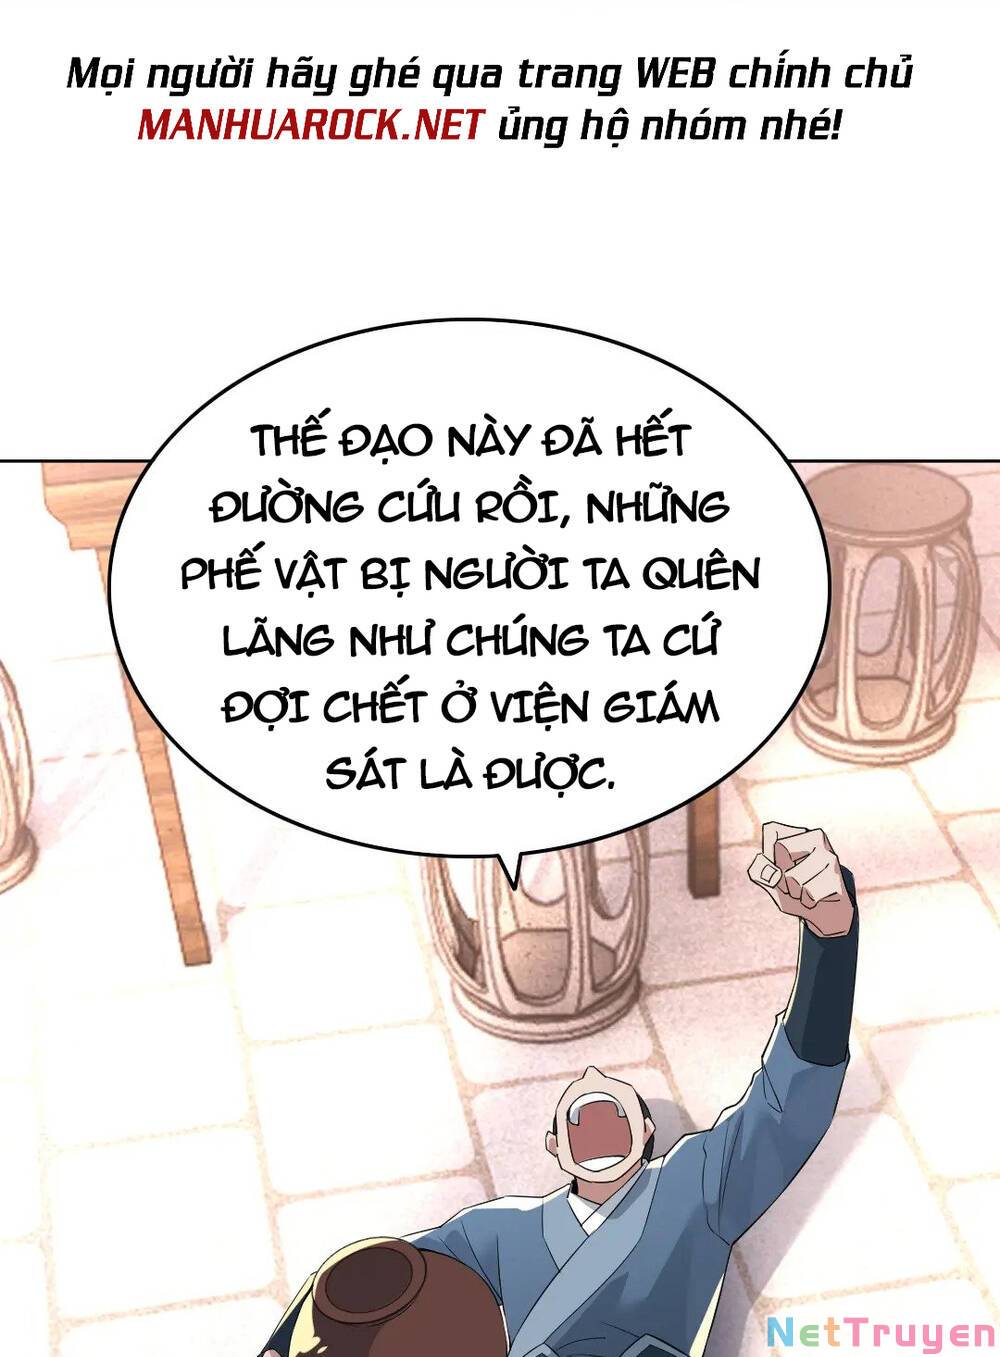 Mọi người hãy ghé qua trang WEB chính chủ
MANHUAROCK.NET ủng hộ nhóm nhé!
THẾ ĐẠO NÀY ĐÃ HẾT
ĐƯỜNG CỨU RỒI, NHỮNG
PHẾ VẬT BỊ NGƯỜI TA QUÊN
LÃNG NHƯ CHÚNG TA CỨ
ĐỢI CHẾT Ở VIỆN GIÁM
SÁT LÀ ĐƯỢC.
NetTruyen